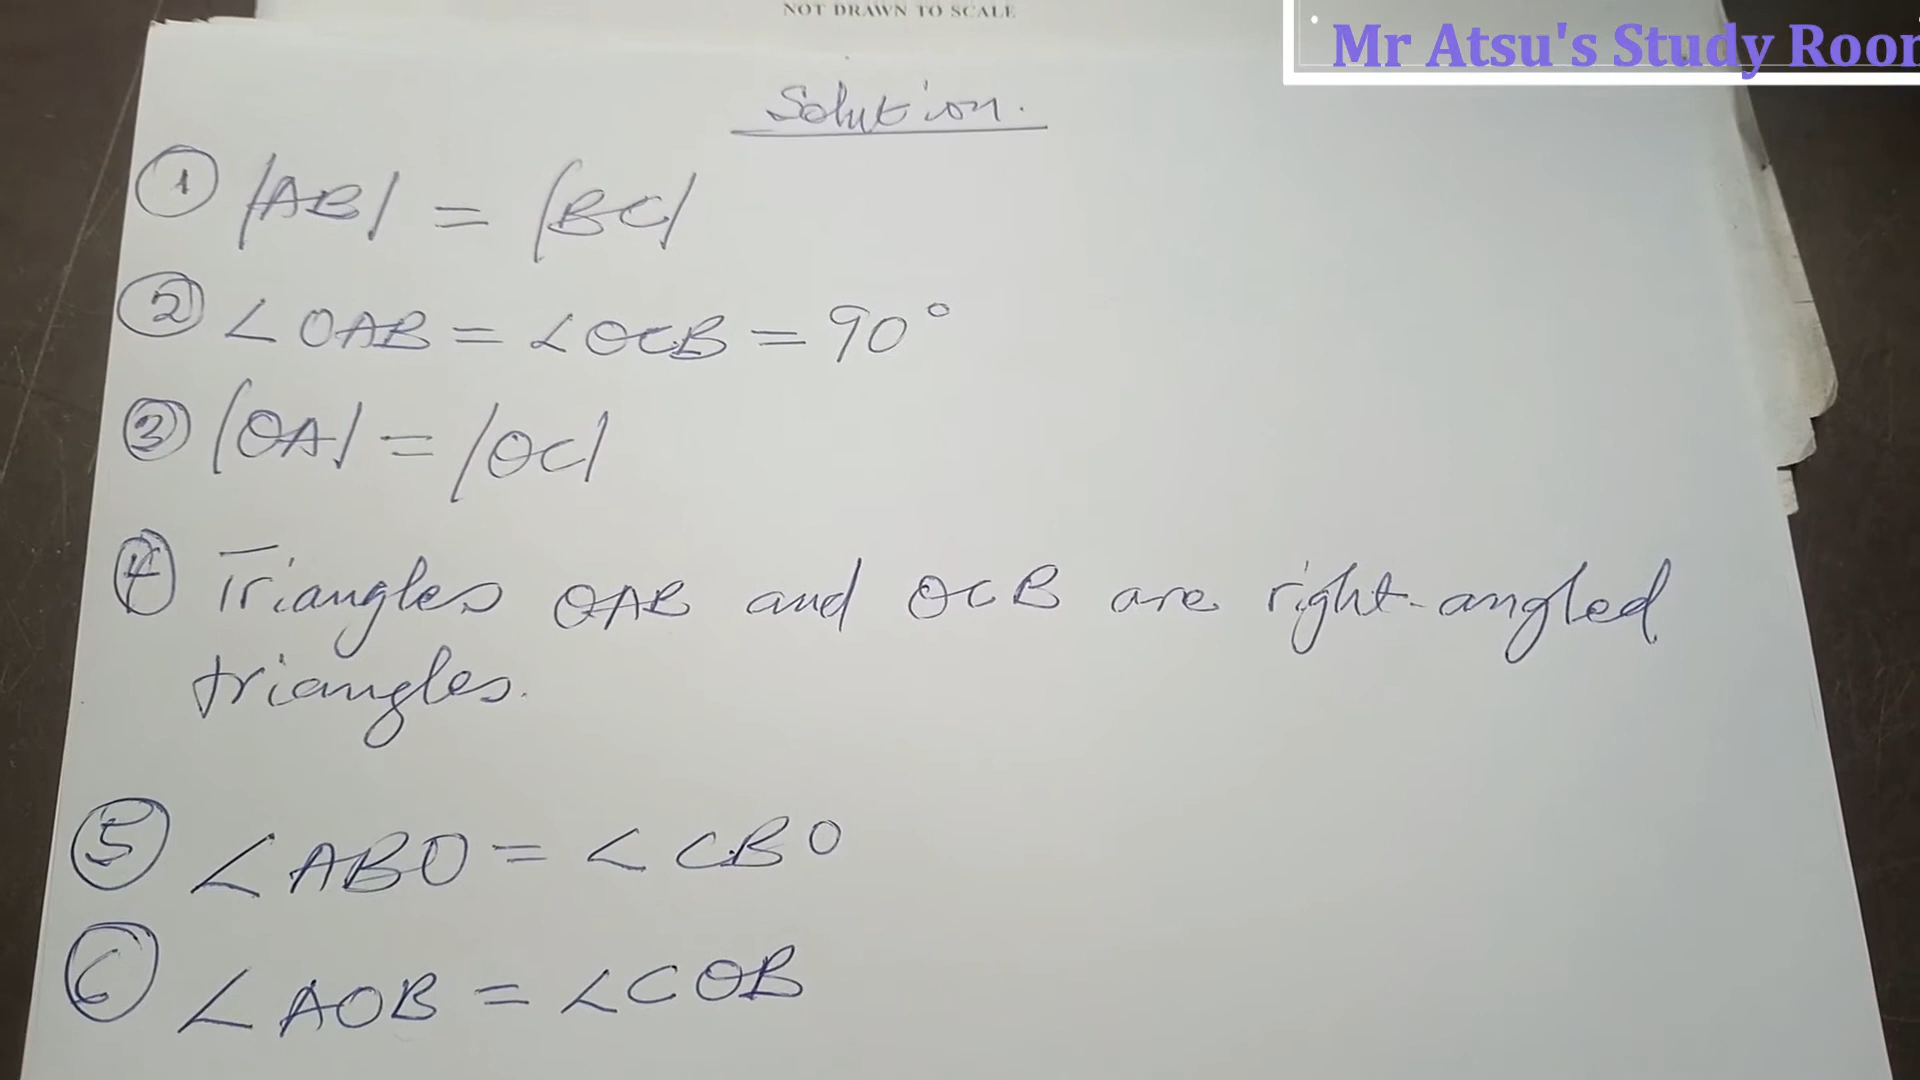 NOT DRAWN TO SCALE
Mr Atsu's Study Roo
Solution.
① |AB| = |BC|
② ∠OAB = ∠OCB = 90°
③ |OA| = |OC|
④ Triangles OAB and OCB are right-angled
triangles.
⑤ ∠ABO = ∠CBO
⑥ ∠AOB = ∠COB